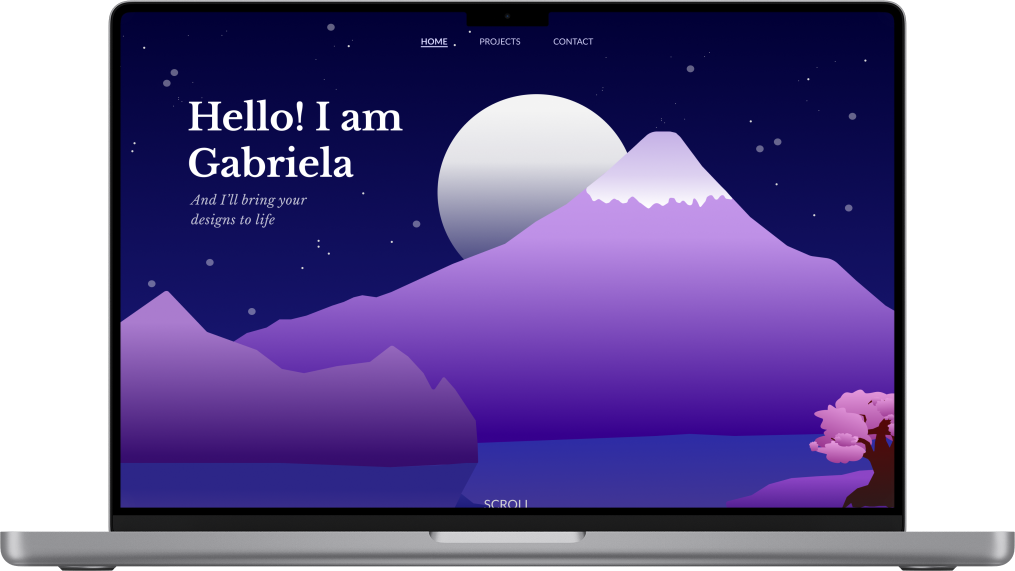 HOME PROJECTS CONTACT
Hello! I am
Gabriela
And I'll bring your
designs to life
SCROLL